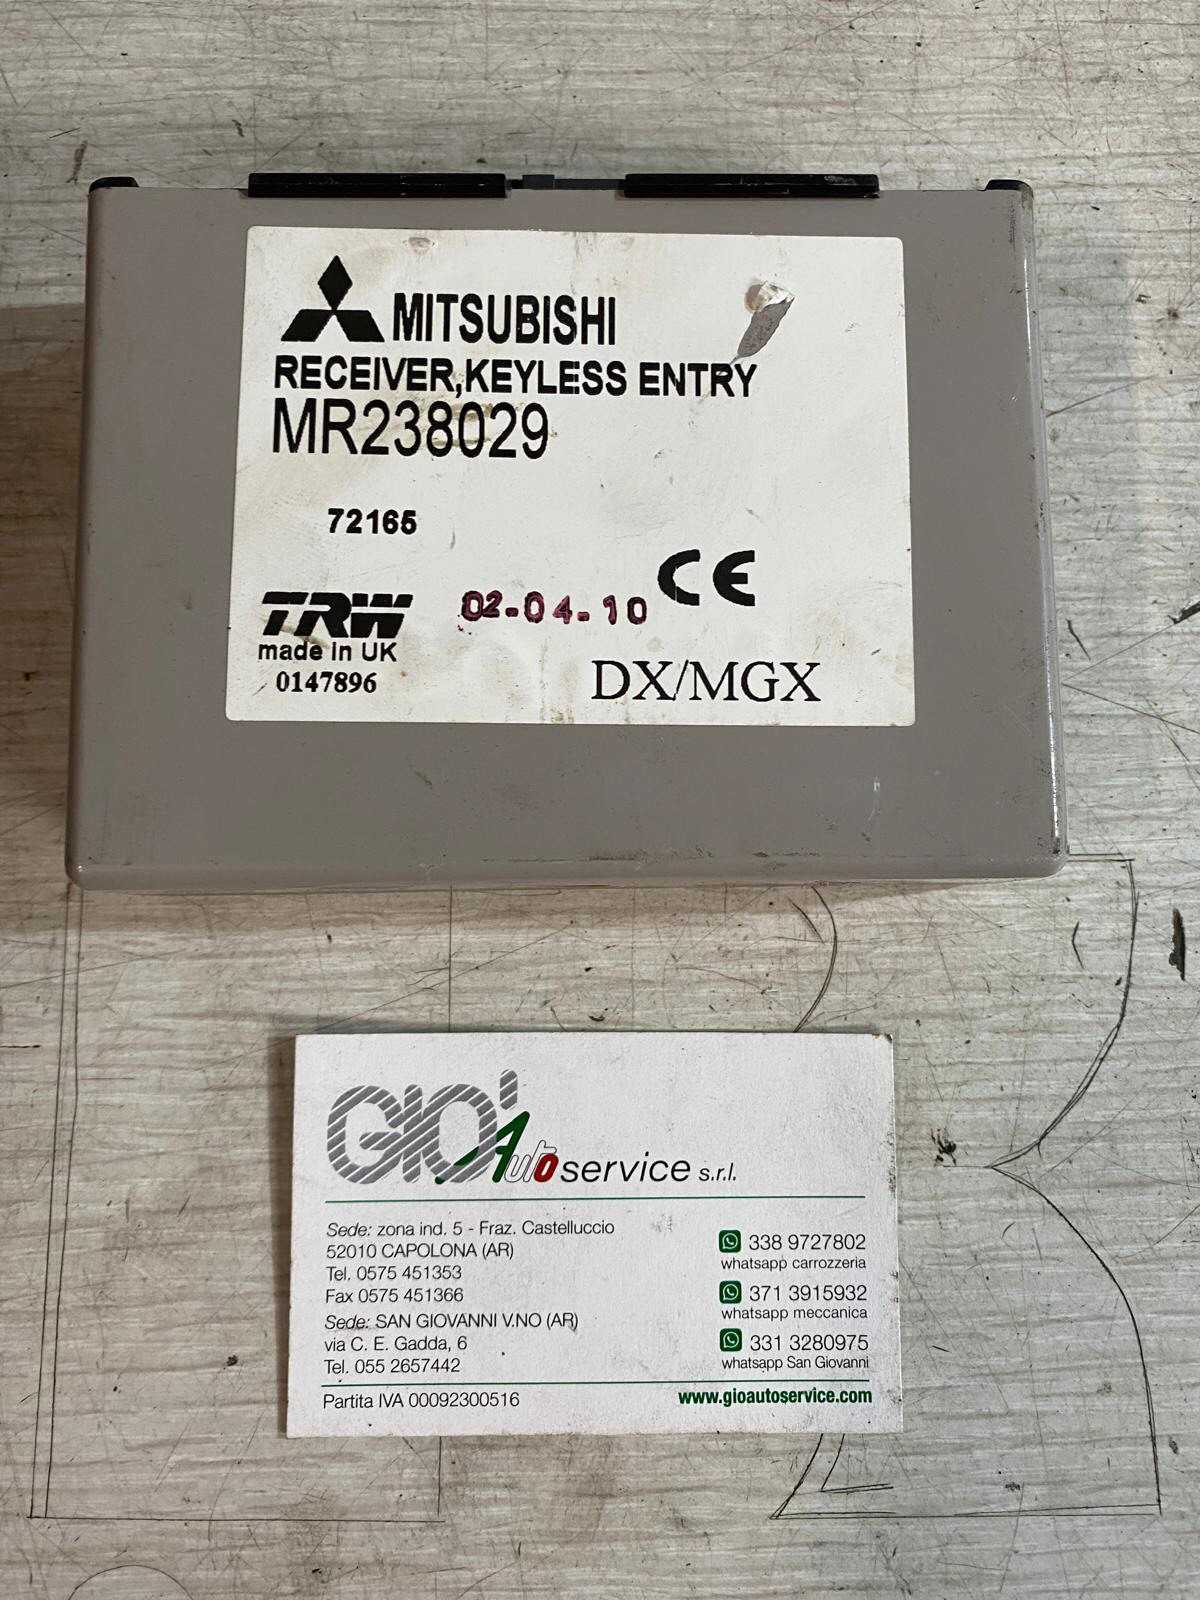 MITSUBISHI
RECEIVER,KEYLESS ENTRY
MR238029
72165
CE
TRW
02-04-10
made in UK
0147896
DX/MGX
GIO' Auto service s.r.l.
Sede: zona ind. 5 - Fraz. Castelluccio
52010 CAPOLONA (AR)
Tel. 0575 451353
Fax 0575 451366
Sede: SAN GIOVANNI V.NO (AR)
via C. E. Gadda, 6
Tel. 055 2657442
338 9727802
whatsapp carrozzeria
371 3915932
whatsapp meccanica
331 3280975
whatsapp San Giovanni
Partita IVA 00092300516
www.gioautoservice.com